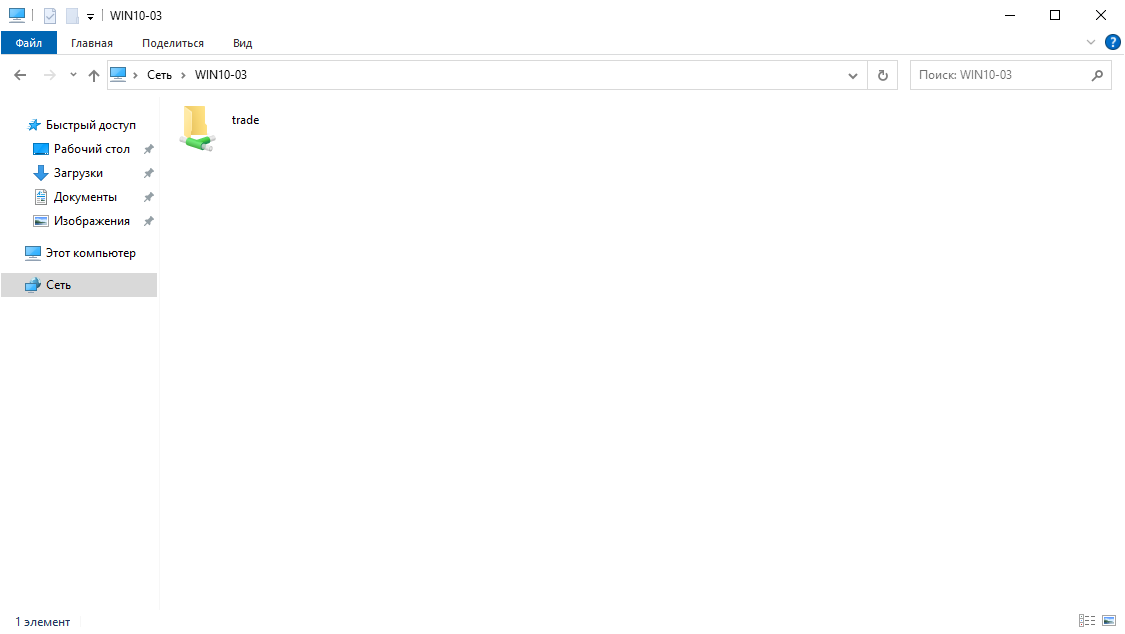 WIN10-03
Файл Главная Поделиться Вид
Сеть WIN10-03
Поиск: WIN10-03
Быстрый доступ
Рабочий стол
Загрузки
Документы
Изображения
Этот компьютер
Сеть
trade
1 элемент